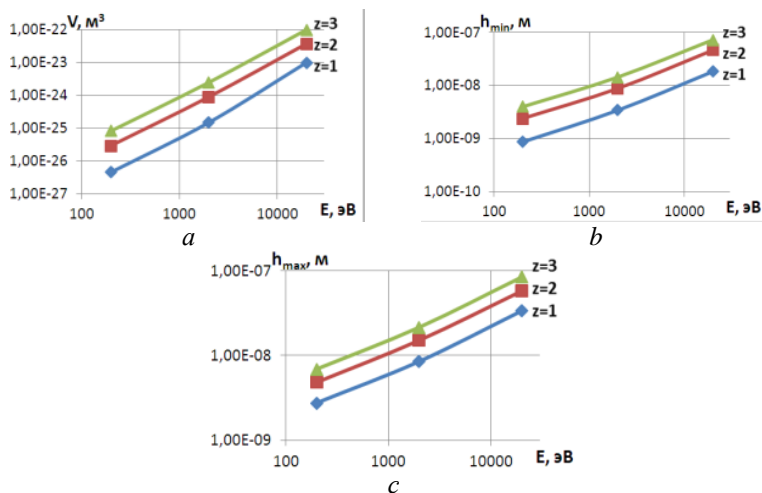 V, м³
1,00E-22
1,00E-23
1,00E-24
1,00E-25
1,00E-26
1,00E-27
z=3
z=2
z=1
100 1000 10000 E, эВ
a
hmin, м
1,00E-07
1,00E-08
1,00E-09
1,00E-10
z=3
z=2
z=1
100 1000 10000 E, эВ
b
hmax, м
1,00E-07
1,00E-08
1,00E-09
z=3
z=2
z=1
100 1000 10000 E, эВ
c